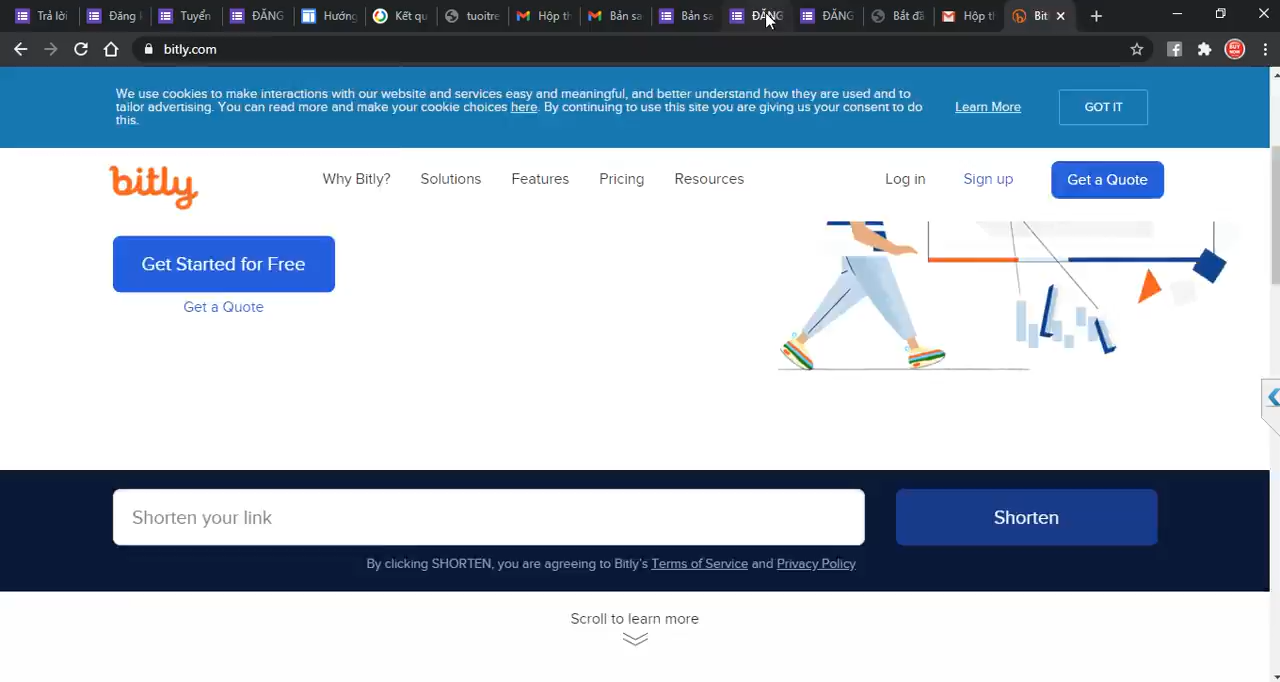 Trả lời
Đăng
Tuyển
ĐĂNG
Hướng
Kết qu
tuoitre
Hộp th
Bản sa
Bản sa
ĐĂNG
ĐĂNG
Bắt đầ
Hộp th
Bit
bitly.com
We use cookies to make interactions with our website and services easy and meaningful, and to better understand how they are used and to
tailor advertising. You can read more and make your cookie choices here. By continuing to use this site you are giving us your consent to do
this.
Learn More
GOT IT
bitly
Why Bitly?
Solutions
Features
Pricing
Resources
Log in
Sign up
Get a Quote
Get Started for Free
Get a Quote
Shorten your link
Shorten
By clicking SHORTEN, you are agreeing to Bitly's Terms of Service and Privacy Policy
Scroll to learn more